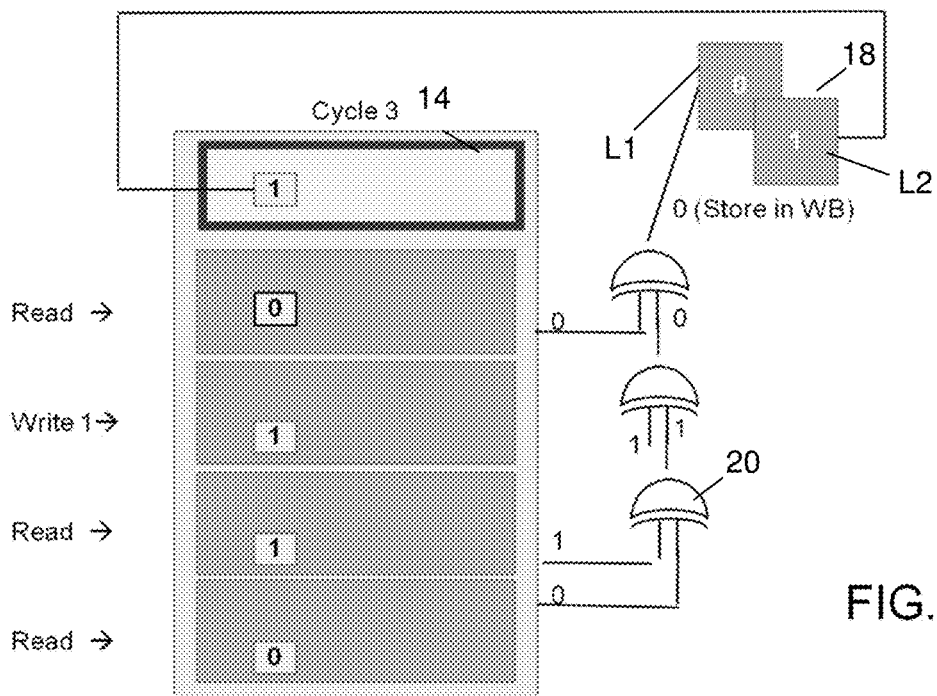 Cycle 3
14
18
0
1
L1
L2
1
0 (Store in WB)
Read →
0
0
0
Write 1→
1
1
1
20
Read →
1
1
0
FIG.
Read →
0